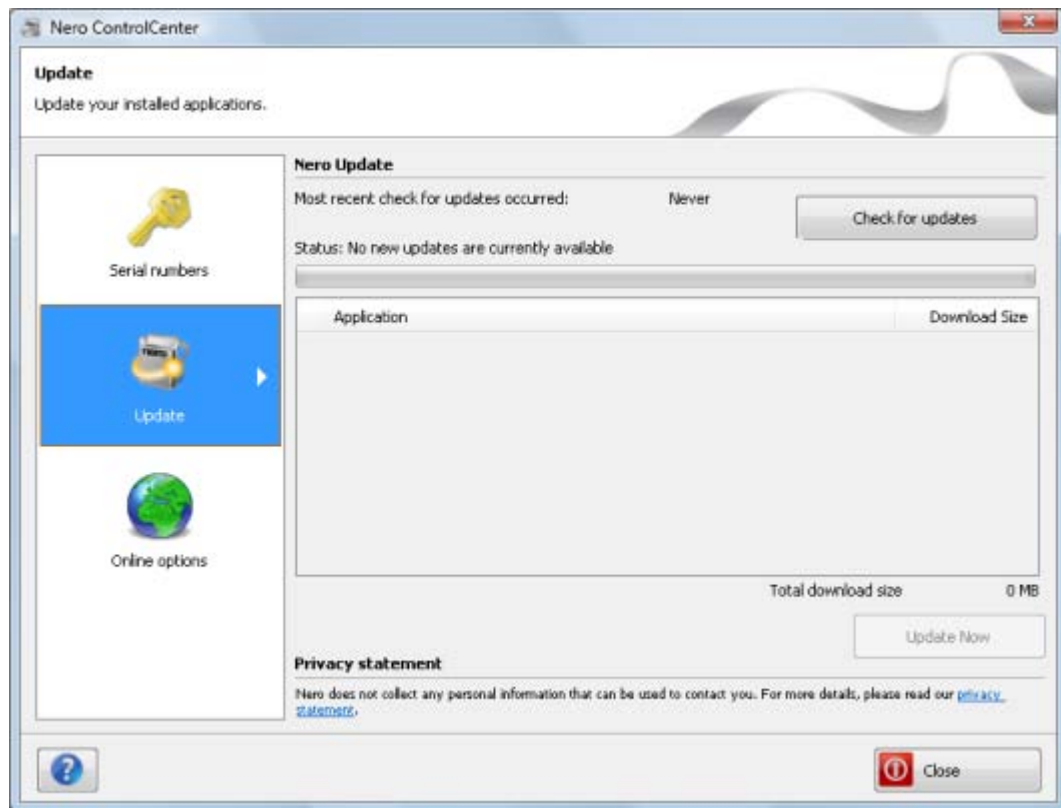 Nero ControlCenter
Update
Update your installed applications.
Nero Update
Most recent check for updates occurred: Never
Check for updates
Status: No new updates are currently available
Serial numbers
Application Download Size
Update
Online options
Total download size 0 MB
Update Now
Privacy statement
Nero does not collect any personal information that can be used to contact you. For more details, please read our privacy
statement.
Close